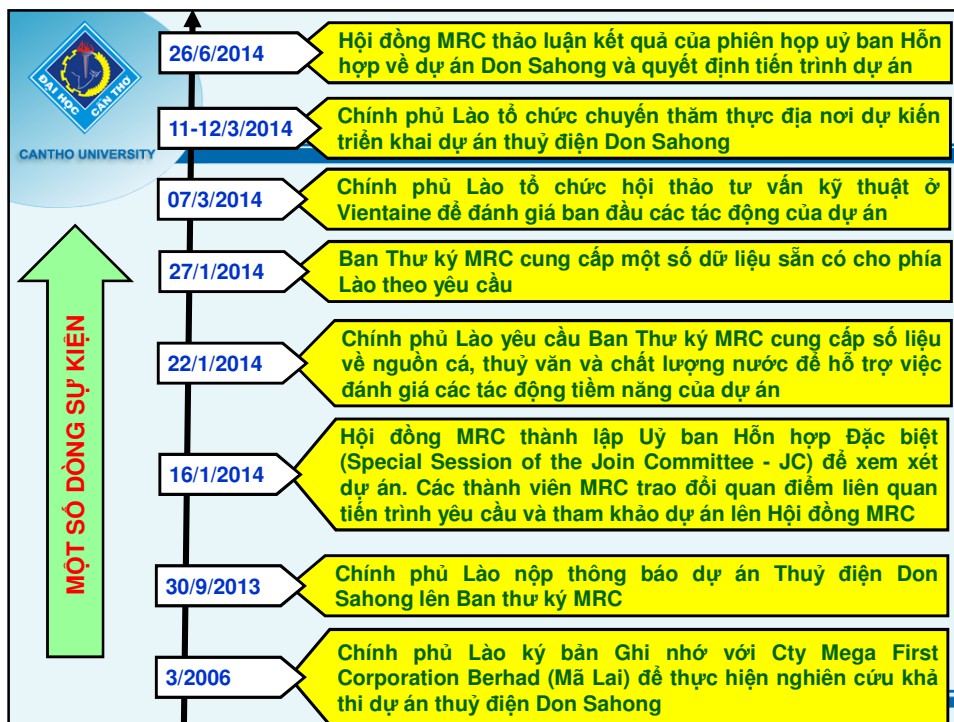 ĐẠI HỌC CẦN THƠ
CANTHO UNIVERSITY
MỘT SỐ DÒNG SỰ KIỆN
26/6/2014
Hội đồng MRC thảo luận kết quả của phiên họp uỷ ban Hỗn
hợp về dự án Don Sahong và quyết định tiến trình dự án
11-12/3/2014
Chính phủ Lào tổ chức chuyến thăm thực địa nơi dự kiến
triển khai dự án thuỷ điện Don Sahong
07/3/2014
Chính phủ Lào tổ chức hội thảo tư vấn kỹ thuật ở
Vientaine để đánh giá ban đầu các tác động của dự án
27/1/2014
Ban Thư ký MRC cung cấp một số dữ liệu sẵn có cho phía
Lào theo yêu cầu
22/1/2014
Chính phủ Lào yêu cầu Ban Thư ký MRC cung cấp số liệu
về nguồn cá, thuỷ văn và chất lượng nước để hỗ trợ việc
đánh giá các tác động tiềm năng của dự án
16/1/2014
Hội đồng MRC thành lập Uỷ ban Hỗn hợp Đặc biệt
(Special Session of the Join Committee - JC) để xem xét
dự án. Các thành viên MRC trao đổi quan điểm liên quan
tiến trình yêu cầu và tham khảo dự án lên Hội đồng MRC
30/9/2013
Chính phủ Lào nộp thông báo dự án Thuỷ điện Don
Sahong lên Ban thư ký MRC
3/2006
Chính phủ Lào ký bản Ghi nhớ với Cty Mega First
Corporation Berhad (Mã Lai) để thực hiện nghiên cứu khả
thi dự án thuỷ điện Don Sahong